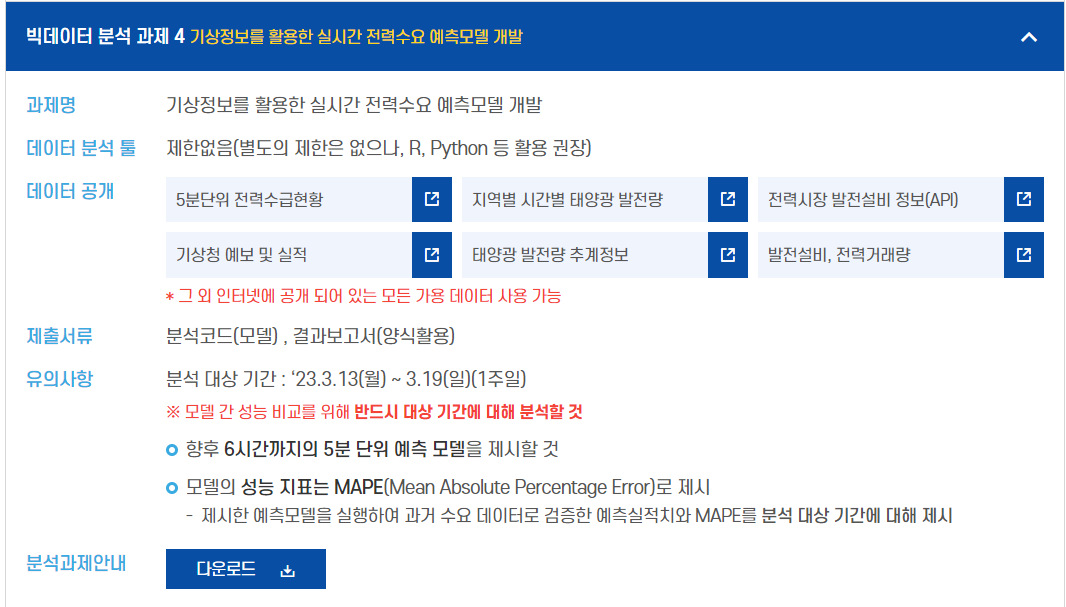 빅데이터 분석 과제 4 기상정보를 활용한 실시간 전력수요 예측모델 개발
과제명 기상정보를 활용한 실시간 전력수요 예측모델 개발
데이터 분석 툴 제한없음(별도의 제한은 없으나, R, Python 등 활용 권장)
데이터 공개 5분단위 전력수급현황 지역별 시간별 태양광 발전량 전력시장 발전설비 정보(API)
기상청 예보 및 실적 태양광 발전량 추계정보 발전설비, 전력거래량
* 그 외 인터넷에 공개 되어 있는 모든 가용 데이터 사용 가능
제출서류 분석코드(모델) , 결과보고서(양식활용)
유의사항 분석 대상 기간 : ‘23.3.13(월) ~ 3.19(일)(1주일)
※ 모델 간 성능 비교를 위해 반드시 대상 기간에 대해 분석할 것
향후 6시간까지의 5분 단위 예측 모델을 제시할 것
모델의 성능 지표는 MAPE(Mean Absolute Percentage Error)로 제시
- 제시한 예측모델을 실행하여 과거 수요 데이터로 검증한 예측실적치와 MAPE를 분석 대상 기간에 대해 제시
분석과제안내 다운로드